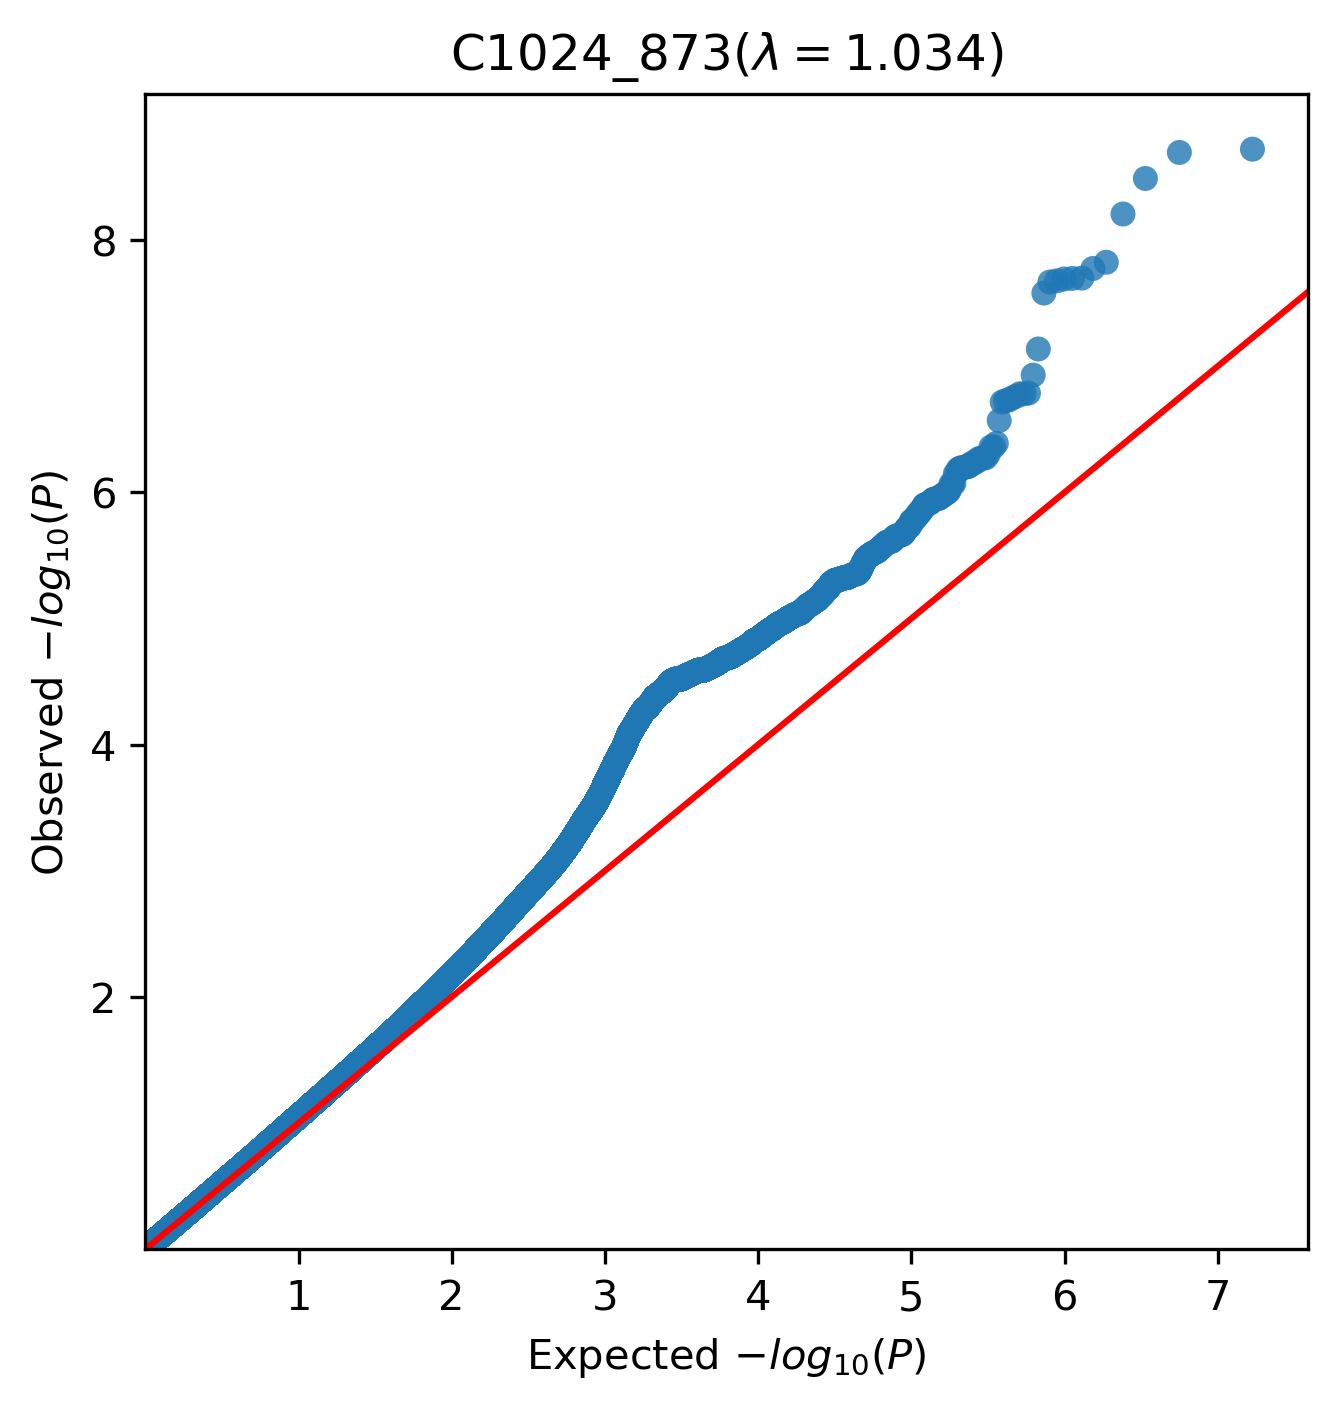 C1024_873(λ = 1.034)
Observed −log₁₀(P)
8
6
4
2
1 2 3 4 5 6 7
Expected −log₁₀(P)